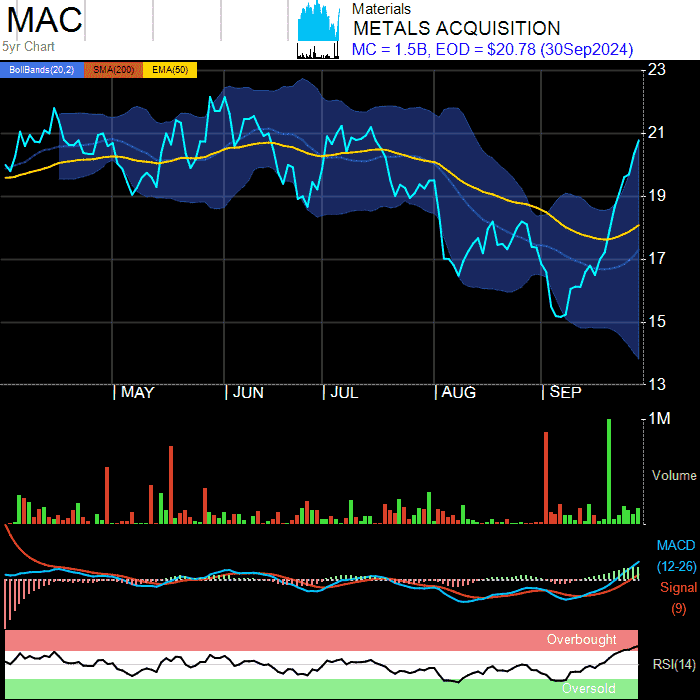 MAC
5yr Chart
Materials
METALS ACQUISITION
MC = 1.5B, EOD = $20.78 (30Sep2024)
BollBands(20,2) SMA(200) EMA(50)
23
21
19
17
15
13
MAY JUN JUL AUG SEP
1M
Volume
MACD
(12-26)
Signal
(9)
Overbought
RSI(14)
Oversold